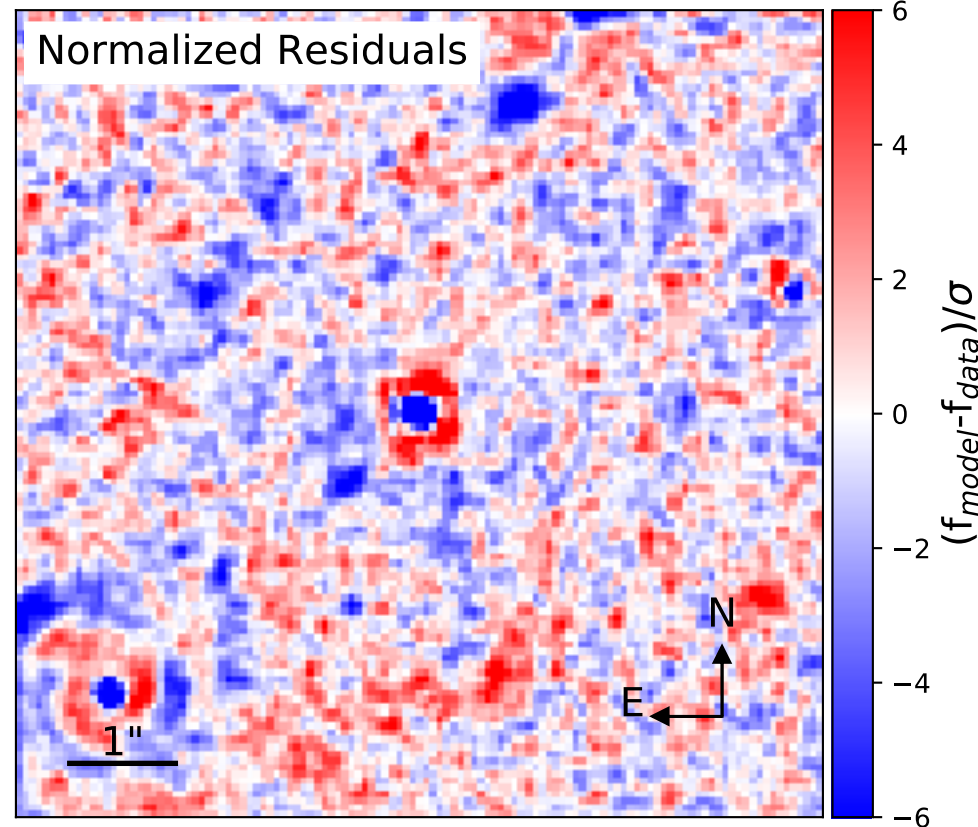 Normalized Residuals
6
4
2
0
−2
−4
−6
(f_model-f_data)/σ
N
E
1"